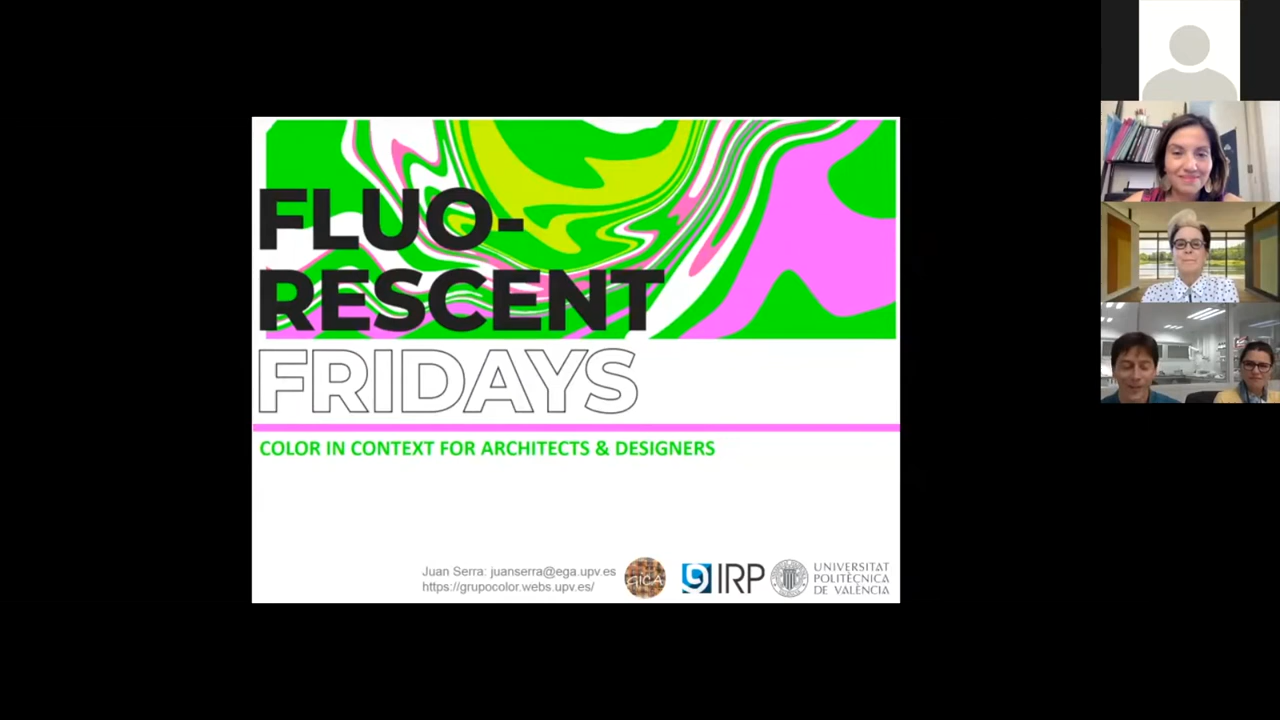 FLUO-
RESCENT
FRIDAYS
COLOR IN CONTEXT FOR ARCHITECTS & DESIGNERS
Juan Serra: juanserra@ega.upv.es
https://grupocolor.webs.upv.es/
GICA
IRP
UNIVERSITAT
POLITÈCNICA
DE VALÈNCIA